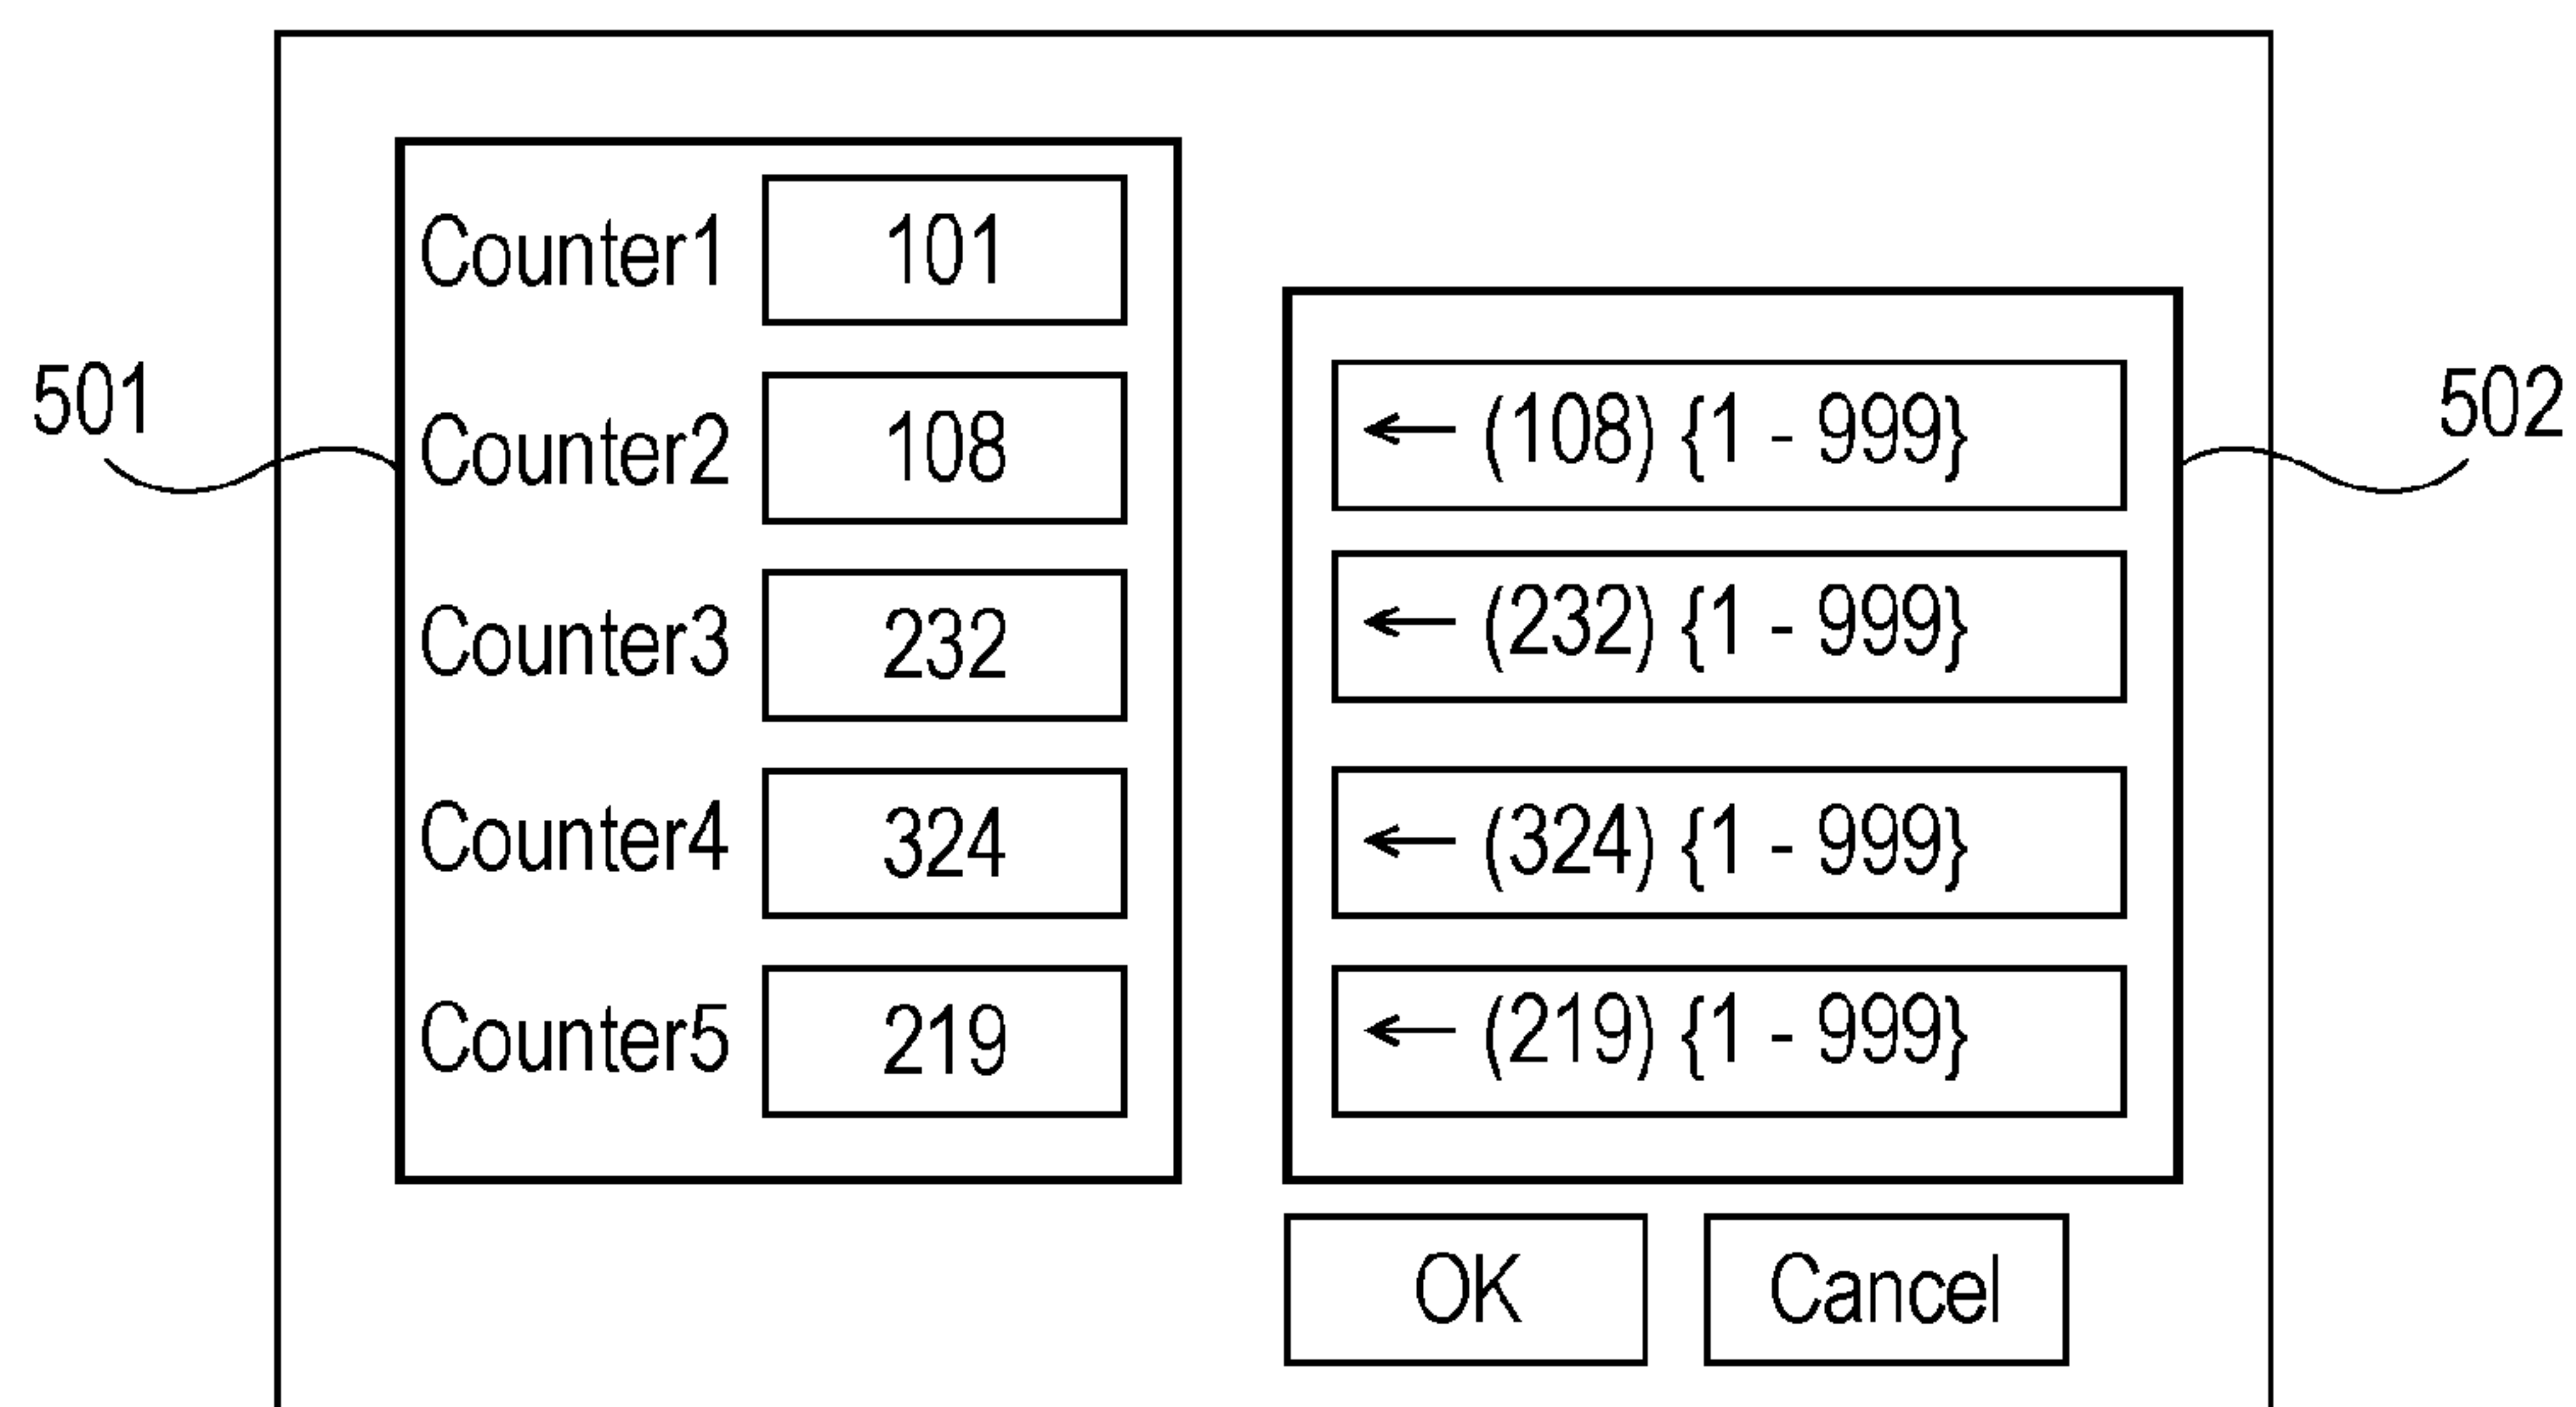 Counter1 101
501
Counter2 108
← (108) {1 - 999}
502
Counter3 232
← (232) {1 - 999}
Counter4 324
← (324) {1 - 999}
Counter5 219
← (219) {1 - 999}
OK
Cancel